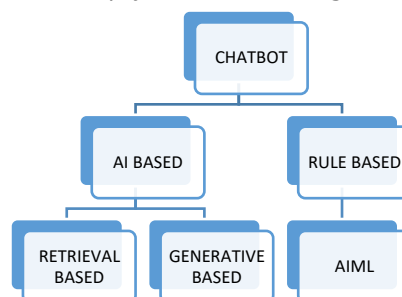 CHATBOT
AI BASED
RULE BASED
RETRIEVAL
BASED
GENERATIVE
BASED
AIML